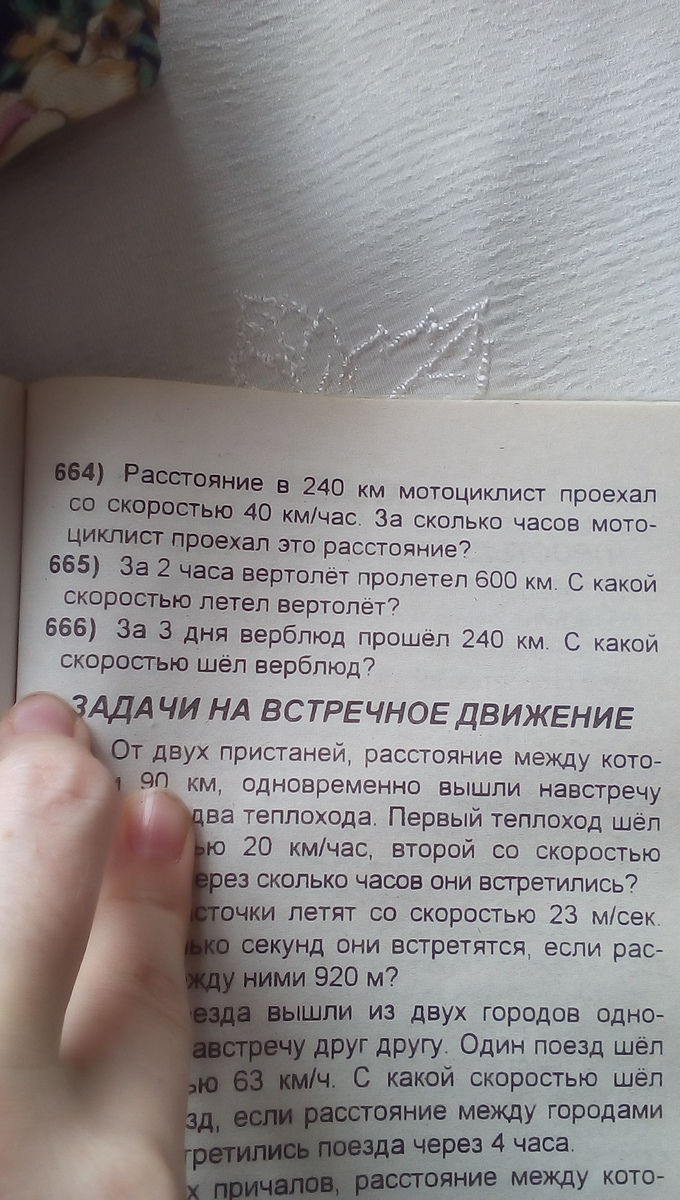 664) Расстояние в 240 км мотоциклист проехал
со скоростью 40 км/час. За сколько часов мото-
циклист проехал это расстояние?
665) За 2 часа вертолёт пролетел 600 км. С какой
скоростью летел вертолёт?
666) За 3 дня верблюд прошёл 240 км. С какой
скоростью шёл верблюд?
ЗАДАЧИ НА ВСТРЕЧНОЕ ДВИЖЕНИЕ
От двух пристаней, расстояние между кото-
90 км, одновременно вышли навстречу
два теплохода. Первый теплоход шёл
ью 20 км/час, второй со скоростью
ерез сколько часов они встретились?
сточки летят со скоростью 23 м/сек.
ько секунд они встретятся, если рас-
жду ними 920 м?
езда вышли из двух городов одно-
австречу друг другу. Один поезд шёл
ью 63 км/ч. С какой скоростью шёл
зд, если расстояние между городами
третились поезда через 4 часа.
х причалов, расстояние между кото-